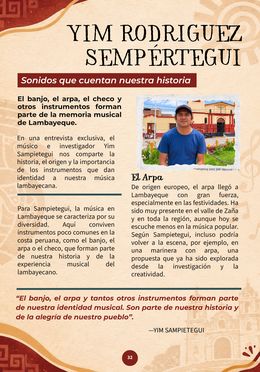 YIM RODRIGUEZ
SEMPÉRTEGUI
Sonidos que cuentan nuestra historia
El banjo, el arpa, el checo y
otros instrumentos forman
parte de la memoria musical
de Lambayeque.
En una entrevista exclusiva, el
músico e investigador Yim
Sampietegui nos comparte la
historia, el origen y la importancia
de los instrumentos que dan
identidad a nuestra música
lambayecana.
Para Sampietegui, la música en
Lambayeque se caracteriza por su
diversidad. Aquí conviven
instrumentos poco comunes en la
costa peruana, como el banjo, el
arpa o el checo, que forman parte
de nuestra historia y de la
experiencia musical del
lambayecano.
El Arpa
De origen europeo, el arpa llegó a
Lambayeque con gran fuerza,
especialmente en las festividades. Ha
sido muy presente en el valle de Zaña
y en toda la región, aunque hoy se
escuche menos en la música popular.
Según Sampietegui, incluso podría
volver a la escena, por ejemplo, en
una marinera con arpa, una
propuesta que ya ha sido explorada
desde la investigación y la
creatividad.
“El banjo, el arpa y tantos otros instrumentos forman parte
de nuestra identidad musical. Son parte de nuestra historia y
de la alegría de nuestro pueblo”.
—YIM SAMPIETEGUI
32